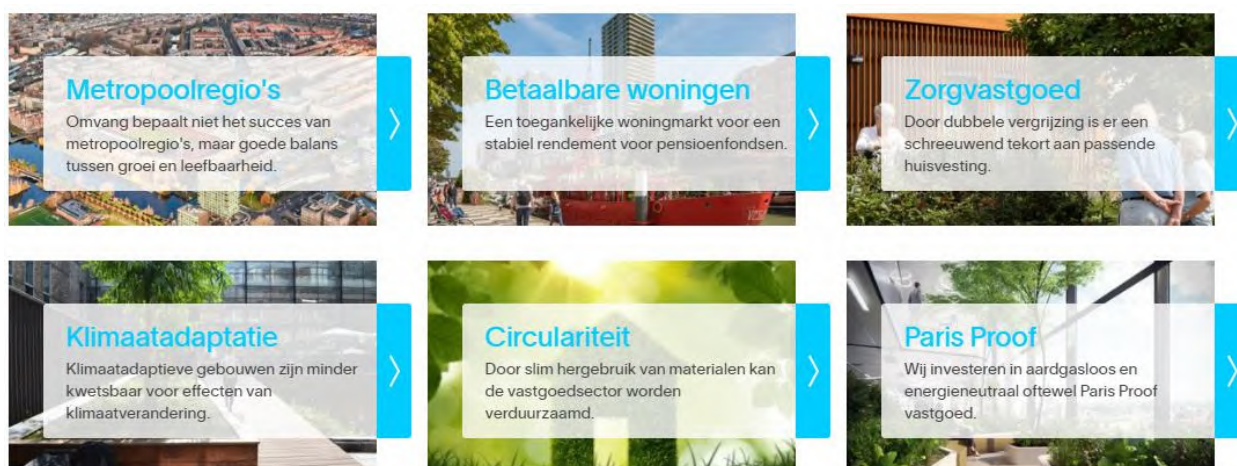 Metropoolregio's
Omvang bepaalt niet het succes van
metropoolregio's, maar goede balans
tussen groei en leefbaarheid.
Betaalbare woningen
Een toegankelijke woningmarkt voor een
stabiel rendement voor pensioenfondsen.
Zorgvastgoed
Door dubbele vergrijzing is er een
schreeuwend tekort aan passende
huisvesting.
Klimaatadaptatie
Klimaatadaptieve gebouwen zijn minder
kwetsbaar voor effecten van
klimaatverandering.
Circulariteit
Door slim hergebruik van materialen kan
de vastgoedsector worden
verduurzaamd.
Paris Proof
Wij investeren in aardgasloos en
energieneutraal oftewel Paris Proof
vastgoed.